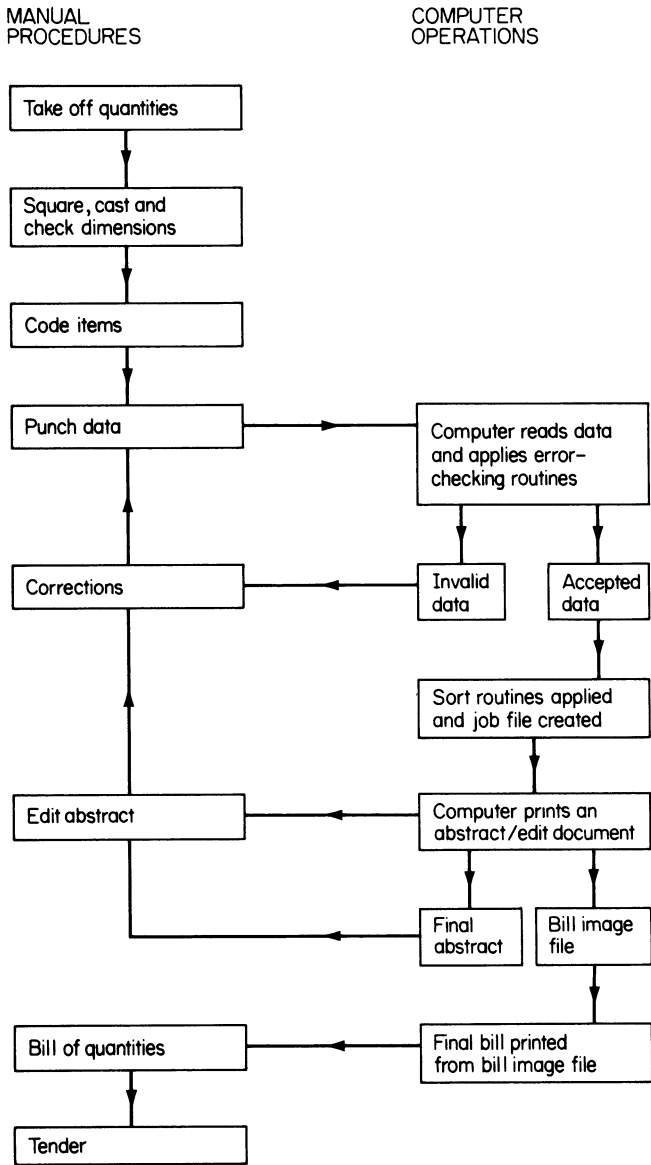 MANUAL
PROCEDURES
COMPUTER
OPERATIONS
Take off quantities
Square, cast and
check dimensions
Code items
Punch data
Computer reads data
and applies error-
checking routines
Corrections
Invalid
data
Accepted
data
Sort routines applied
and job file created
Edit abstract
Computer prints an
abstract/edit document
Final
abstract
Bill image
file
Bill of quantities
Final bill printed
from bill image file
Tender